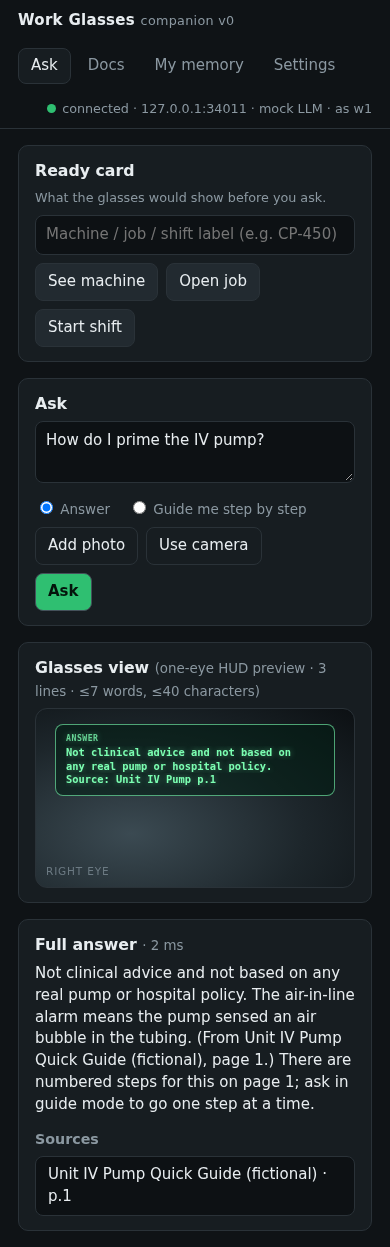 Work Glasses companion v0
Ask Docs My memory Settings
connected · 127.0.0.1:34011 · mock LLM · as w1
Ready card
What the glasses would show before you ask.
Machine / job / shift label (e.g. CP-450)
See machine Open job
Start shift
Ask
How do I prime the IV pump?
Answer Guide me step by step
Add photo Use camera
Ask
Glasses view (one-eye HUD preview · 3
lines · ≤7 words, ≤40 characters)
ANSWER
Not clinical advice and not based on
any real pump or hospital policy.
Source: Unit IV Pump p.1
RIGHT EYE
Full answer · 2 ms
Not clinical advice and not based on any
real pump or hospital policy. The air-in-line
alarm means the pump sensed an air
bubble in the tubing. (From Unit IV Pump
Quick Guide (fictional), page 1.) There are
numbered steps for this on page 1; ask in
guide mode to go one step at a time.
Sources
Unit IV Pump Quick Guide (fictional) ·
p.1